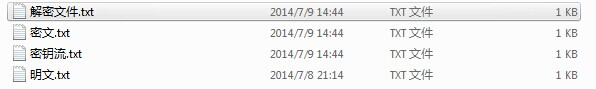 解密文件.txt 2014/7/9 14:44 TXT 文件 1 KB
密文.txt 2014/7/9 14:44 TXT 文件 1 KB
密钥流.txt 2014/7/9 14:44 TXT 文件 1 KB
明文.txt 2014/7/8 21:14 TXT 文件 1 KB